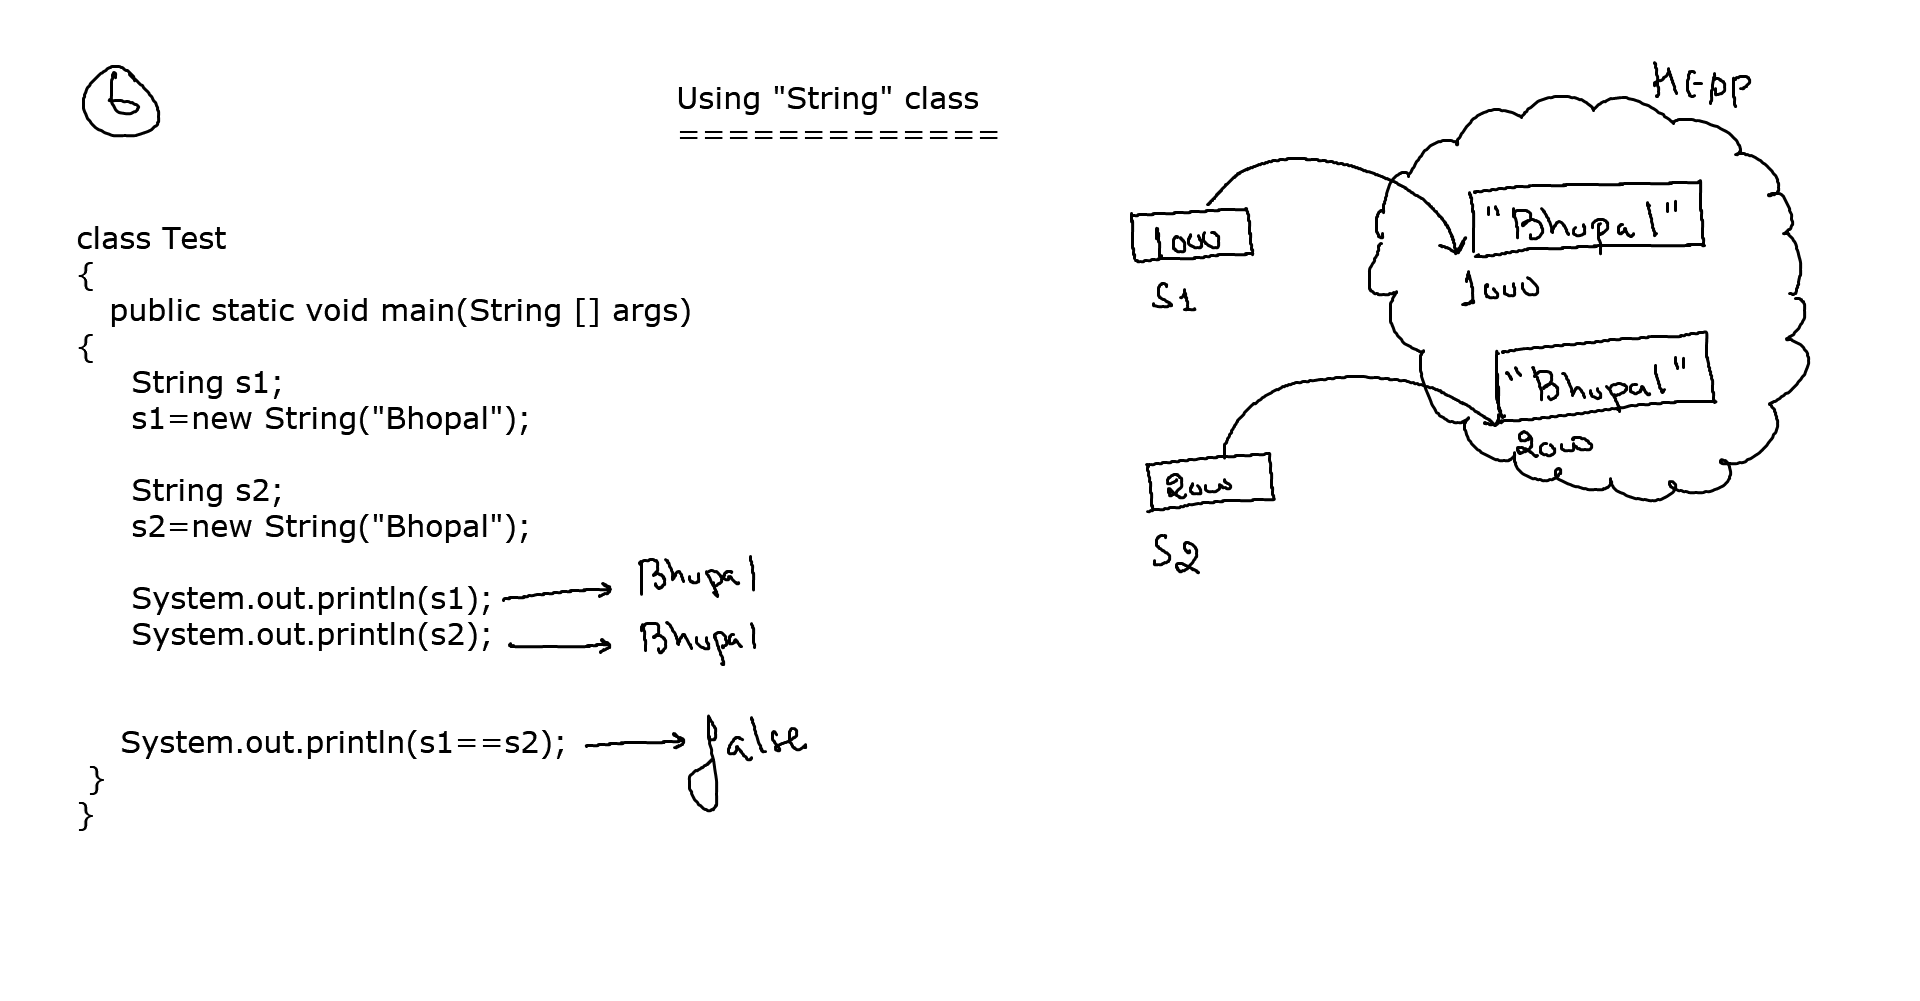 6
Using "String" class
=============
class Test
{
public static void main(String [] args)
{
String s1;
s1=new String("Bhopal");
String s2;
s2=new String("Bhopal");
System.out.println(s1); Bhopal
System.out.println(s2); Bhopal
System.out.println(s1==s2); false
}
}
HEAP
"Bhopal"
1000
1000
S1
"Bhopal"
2000
2000
S2